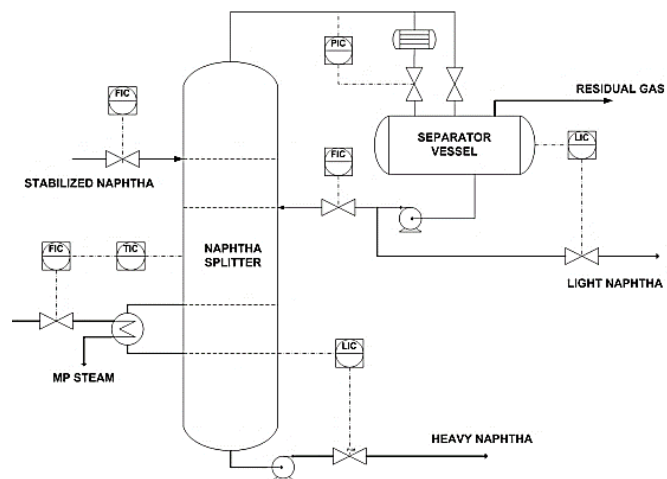 PIC
FIC
RESIDUAL GAS
SEPARATOR
VESSEL
LIC
FIC
STABILIZED NAPHTHA
NAPHTHA
SPLITTER
FIC
TIC
LIGHT NAPHTHA
LIC
MP STEAM
HEAVY NAPHTHA